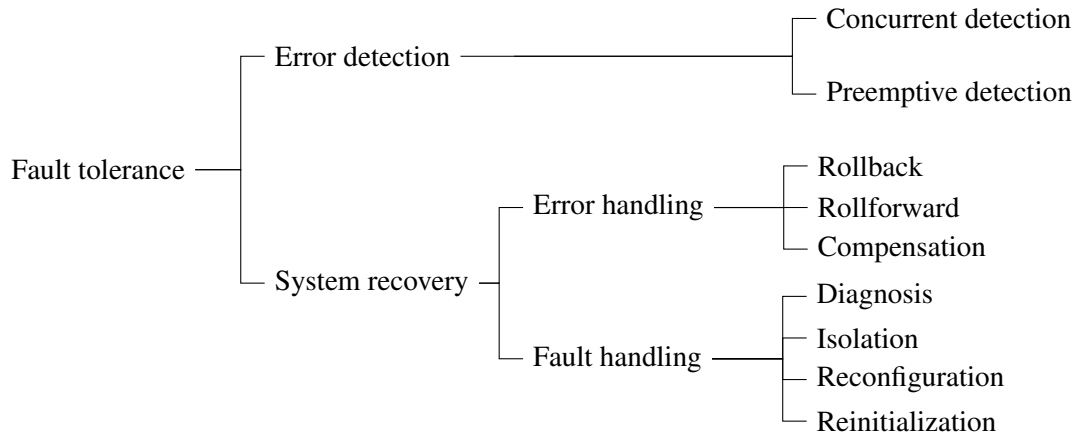 Fault tolerance
Error detection
Concurrent detection
Preemptive detection
System recovery
Error handling
Rollback
Rollforward
Compensation
Fault handling
Diagnosis
Isolation
Reconfiguration
Reinitialization